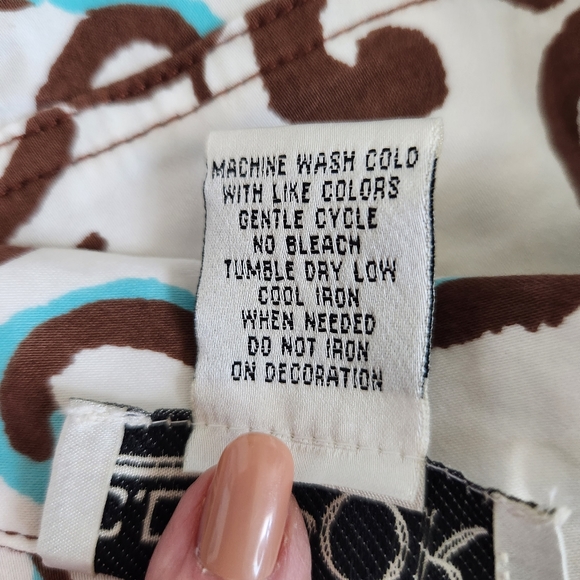 MACHINE WASH COLD
WITH LIKE COLORS
GENTLE CYCLE
NO BLEACH
TUMBLE DRY LOW
COOL IRON
WHEN NEEDED
DO NOT IRON
ON DECORATION